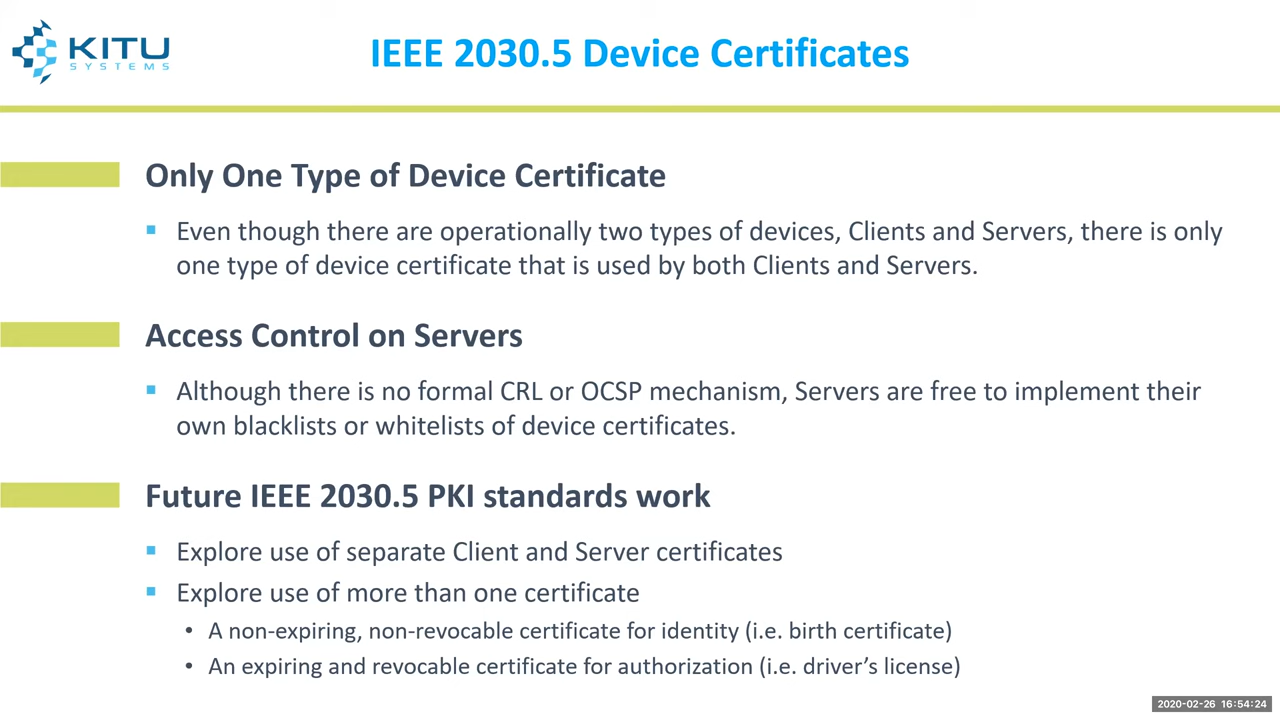 KITU
SYSTEMS
IEEE 2030.5 Device Certificates
Only One Type of Device Certificate
▪ Even though there are operationally two types of devices, Clients and Servers, there is only
one type of device certificate that is used by both Clients and Servers.
Access Control on Servers
▪ Although there is no formal CRL or OCSP mechanism, Servers are free to implement their
own blacklists or whitelists of device certificates.
Future IEEE 2030.5 PKI standards work
▪ Explore use of separate Client and Server certificates
▪ Explore use of more than one certificate
• A non-expiring, non-revocable certificate for identity (i.e. birth certificate)
• An expiring and revocable certificate for authorization (i.e. driver’s license)
2020-02-26 16:54:24